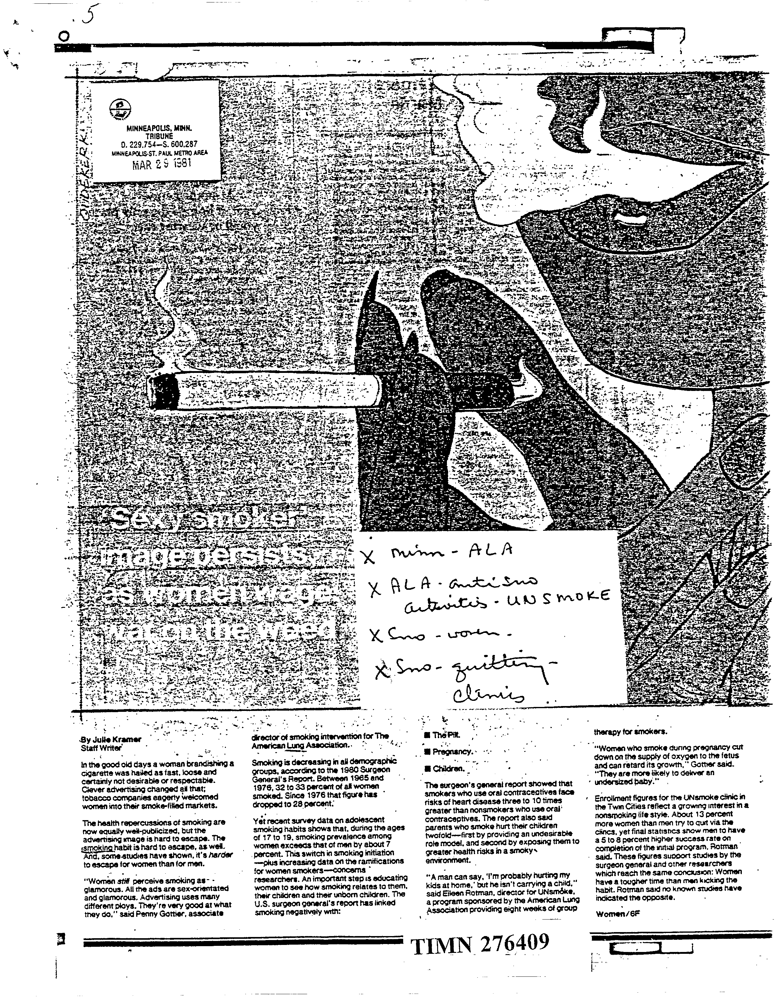 5
MINNEAPOLIS, MINN.
TRIBUNE
D. 229,754—S. 600,287
MINNEAPOLIS-ST. PAUL METRO AREA
MAR 29 1981
"Sexy smoker"
image persists
as women wage
war on the weed
X Minn - ALA
X ALA - antismo
activities - UNSMOKE
X Smo - women -
X Smo - quitting -
clinics
By Julie Kramer
Staff Writer
In the good old days a woman brandishing a
cigarette was hailed as fast, loose and
certainly not desirable or respectable.
Clever advertising changed all that;
tobacco companies eagerly welcomed
women into their smoke-filled markets.
The health repercussions of smoking are
now equally well-publicized, but the
advertising image is hard to escape. The
smoking habit is hard to escape, as well.
And, some studies have shown, it's harder
to escape for women than for men.
"Women still perceive smoking as
glamorous. All the ads are sex-orientated
and glamorous. Advertising uses many
different ploys. They're very good at what
they do," said Penny Gottier, associate
director of smoking intervention for The
American Lung Association.
Smoking is decreasing in all demographic
groups, according to the 1980 Surgeon
General's Report. Between 1965 and
1976, 32 to 33 percent of all women
smoked. Since 1976 that figure has
dropped to 28 percent.
Yet recent survey data on adolescent
smoking habits shows that, during the ages
of 17 to 19, smoking prevalence among
women exceeds that of men by about 7
percent. This switch in smoking initiation
—plus increasing data on the ramifications
for women smokers—concerns
researchers. An important step is educating
women to see how smoking relates to them,
their children and their unborn children. The
U.S. surgeon general's report has linked
smoking negatively with:
■ The Pill.
■ Pregnancy.
■ Children.
The surgeon's general report showed that
smokers who use oral contraceptives face
risks of heart disease three to 10 times
greater than nonsmokers who use oral
contraceptives. The report also said
parents who smoke hurt their children
twofold—first by providing an undesirable
role model, and second by exposing them to
greater health risks in a smoky
environment.
"A man can say, 'I'm probably hurting my
kids at home,' but he isn't carrying a child,"
said Eileen Rotman, director for UNsmoke,
a program sponsored by the American Lung
Association providing eight weeks of group
therapy for smokers.
"Women who smoke during pregnancy cut
down on the supply of oxygen to the fetus
and can retard its growth," Gottier said.
"They are more likely to deliver an
undersized baby."
Enrollment figures for the UNsmoke clinic in
the Twin Cities reflect a growing interest in a
nonsmoking life style. About 13 percent
more women than men try to quit via the
clinics, yet final statistics show men to have
a 5 to 8 percent higher success rate on
completion of the initial program, Rotman
said. These figures support studies by the
surgeon general and other researchers
which reach the same conclusion: Women
have a tougher time than men kicking the
habit. Rotman said no known studies have
indicated the opposite.
Women/6F
TIMN 276409